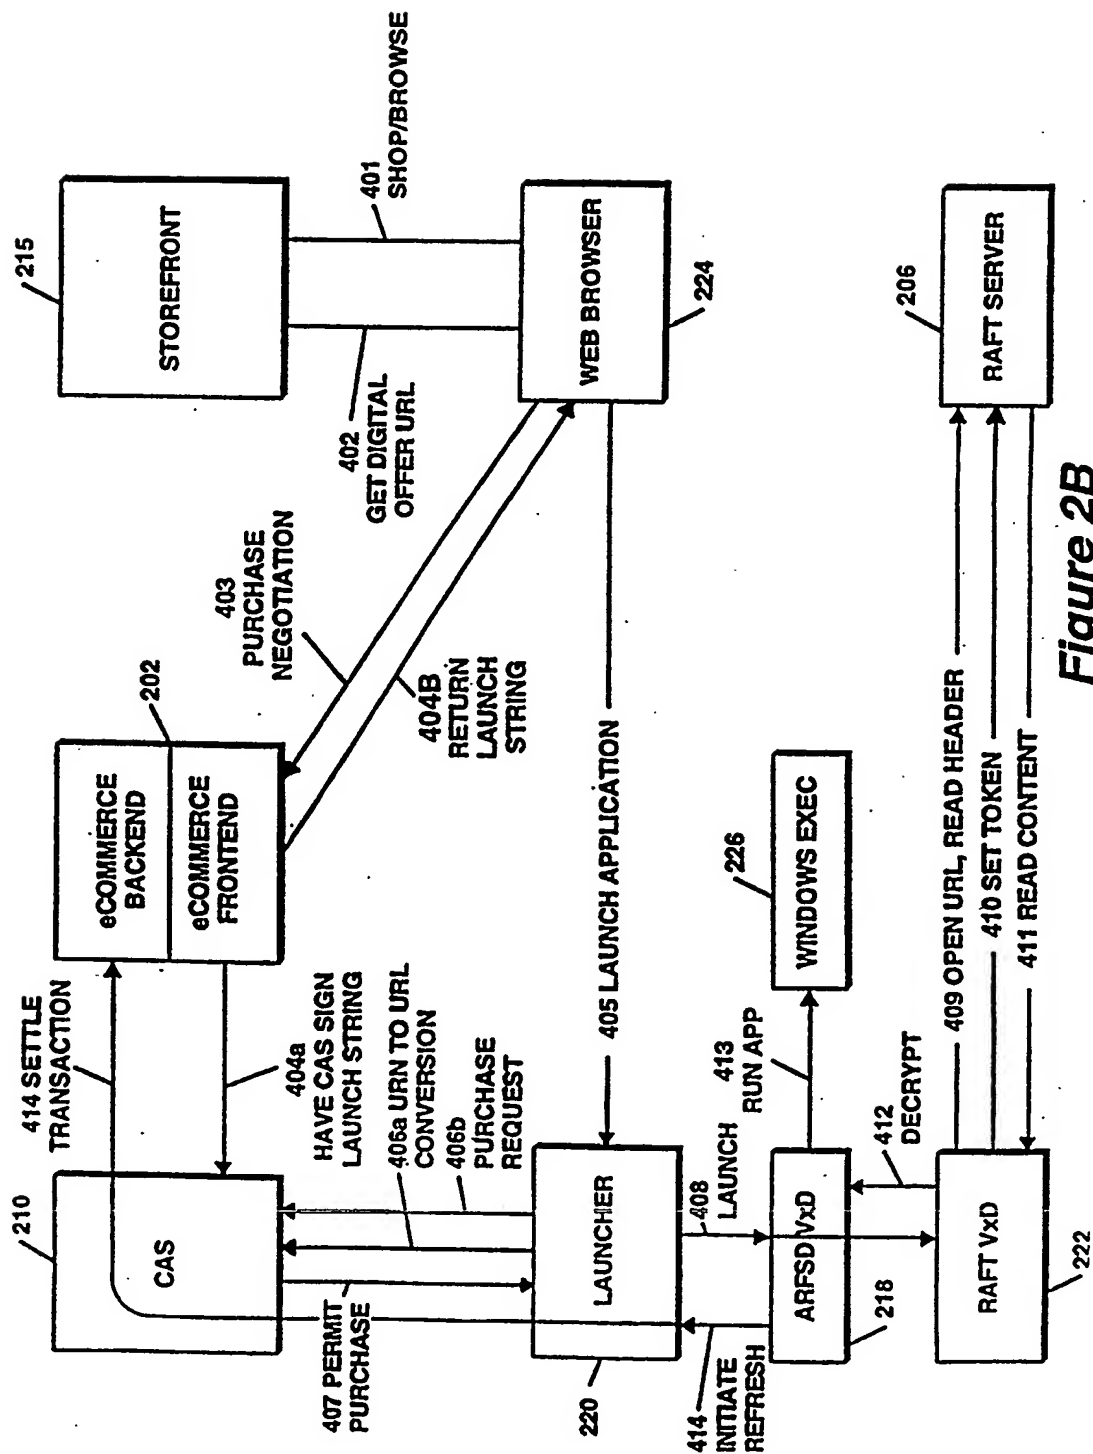 414 SETTLE
TRANSACTION
eCOMMERCE
BACKEND
eCOMMERCE
FRONTEND
202
215
STOREFRONT
210
CAS
404a
HAVE CAS SIGN
LAUNCH STRING
403
PURCHASE
NEGOTIATION
402
GET DIGITAL
OFFER URL
401
SHOP/BROWSE
407 PERMIT
PURCHASE
406a URN TO URL
CONVERSION
406b
PURCHASE
REQUEST
404B
RETURN
LAUNCH
STRING
220
LAUNCHER
405 LAUNCH APPLICATION
WEB BROWSER
224
414
INITIATE
REFRESH
408
LAUNCH
413
RUN APP
226
WINDOWS EXEC
ARFSD VxD
218
412
DECRYPT
206
RAFT VxD
222
409 OPEN URL, READ HEADER
410 SET TOKEN
411 READ CONTENT
RAFT SERVER
Figure 2B